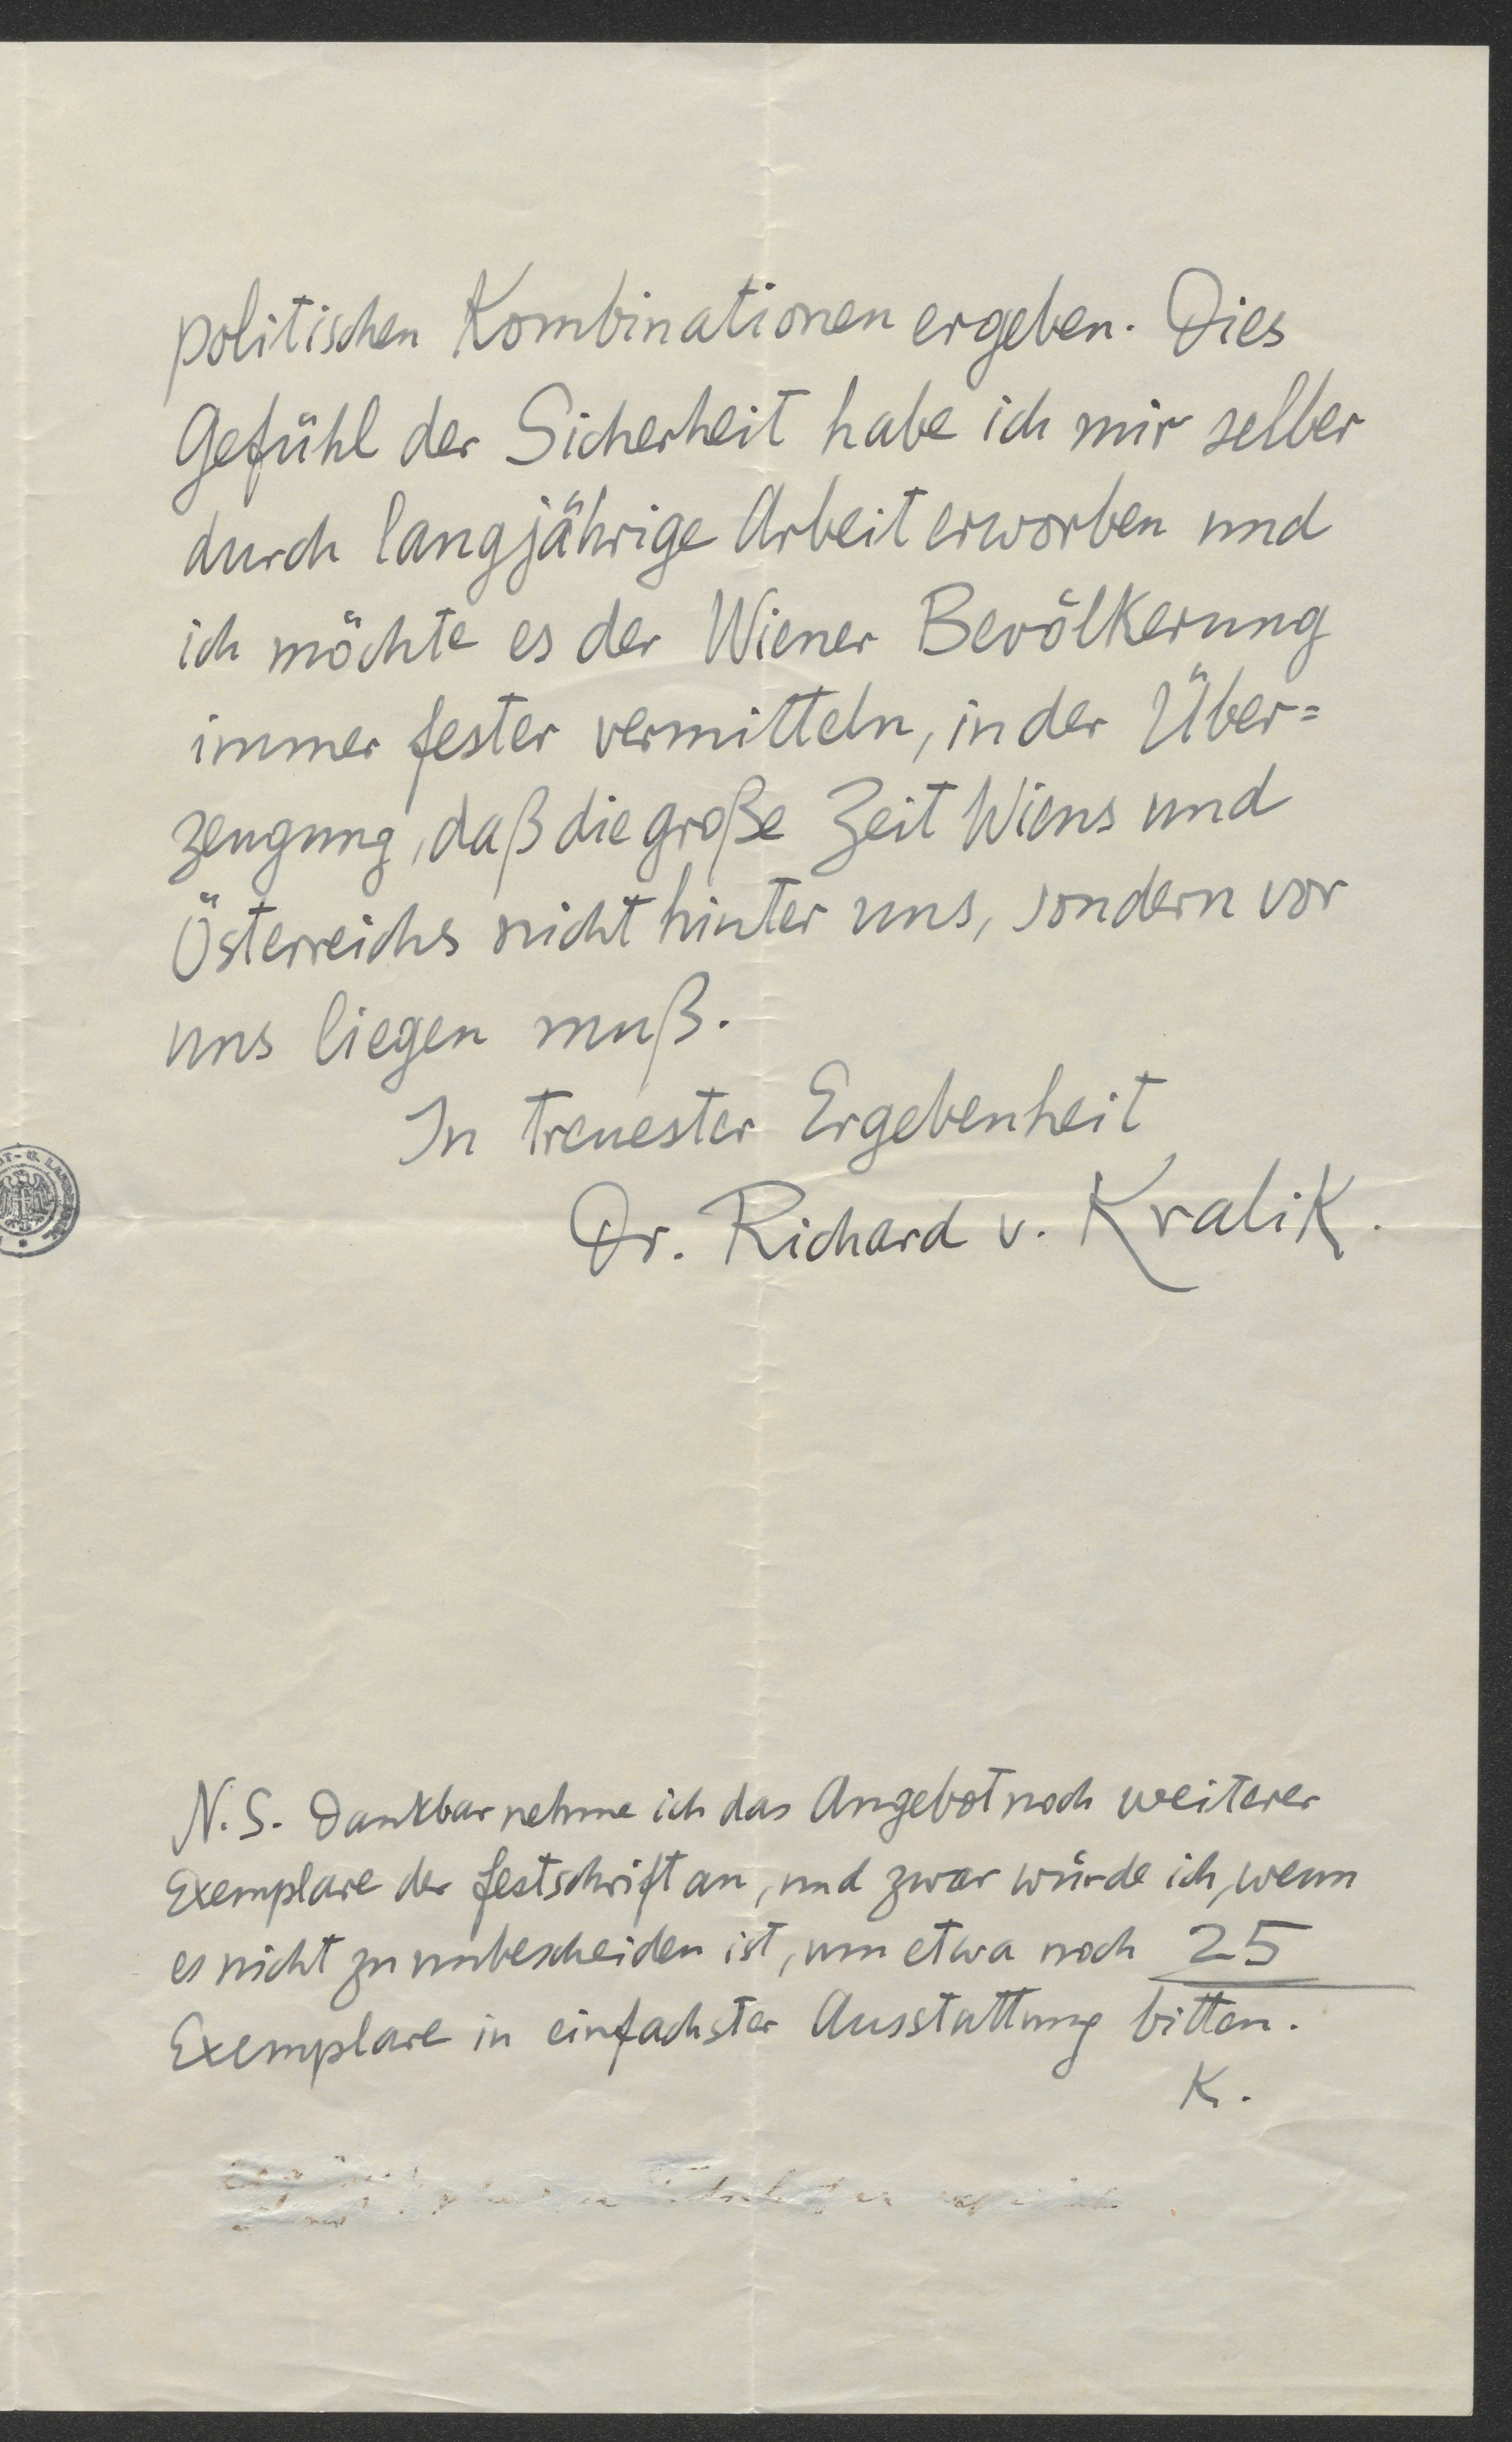 politischen Kombinationen ergeben. Dies
Gefühl der Sicherheit habe ich mir selber
durch langjährige Arbeit erworben und
ich möchte es der Wiener Bevölkerung
immer fester vermitteln, in der Über=
zeugung, daß die große Zeit Wiens und
Österreichs nicht hinter uns, sondern vor
uns liegen muß.
In treuester Ergebenheit
Dr. Richard v. Kralik.
N.S. Dankbar nehme ich das Angebot noch weiterer
Exemplare der Festschrift an, und zwar würde ich, wenn
es nicht zu unbescheiden ist, um etwa noch 25
Exemplare in einfachster Ausstattung bitten.
K.